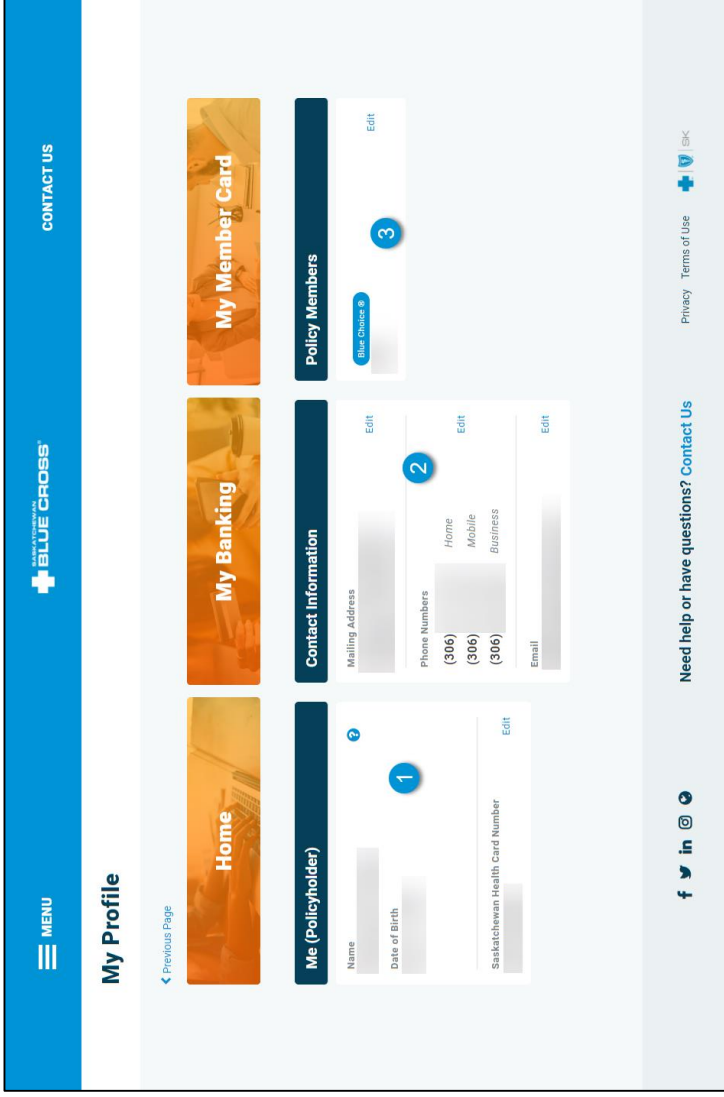 MENU
SASKATCHEWAN
BLUE CROSS®
CONTACT US
My Profile
Previous Page
Home
My Banking
My Member Card
Me (Policyholder)
Name
Date of Birth
1
Saskatchewan Health Card Number
Edit
Contact Information
Mailing Address
Edit
2
Phone Numbers
(306) Home
(306) Mobile
(306) Business
Edit
Email
Edit
Policy Members
Blue Choice ®
Edit
3
Need help or have questions? Contact Us
Privacy Terms of Use
SK